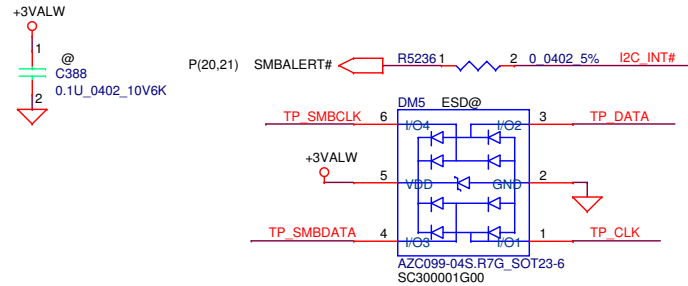 +3VALW
1
@
C388
0.1U_0402_10V6K
2
P(20,21) SMBALERT# R5236 1 2 0_0402_5% I2C_INT#
DM5 ESD@
TP_SMBCLK 6 I/O4 I/O2 3 TP_DATA
+3VALW
5 VDD GND 2
TP_SMBDATA 4 I/O3 I/O1 1 TP_CLK
AZC099-04S.R7G_SOT23-6
SC300001G00